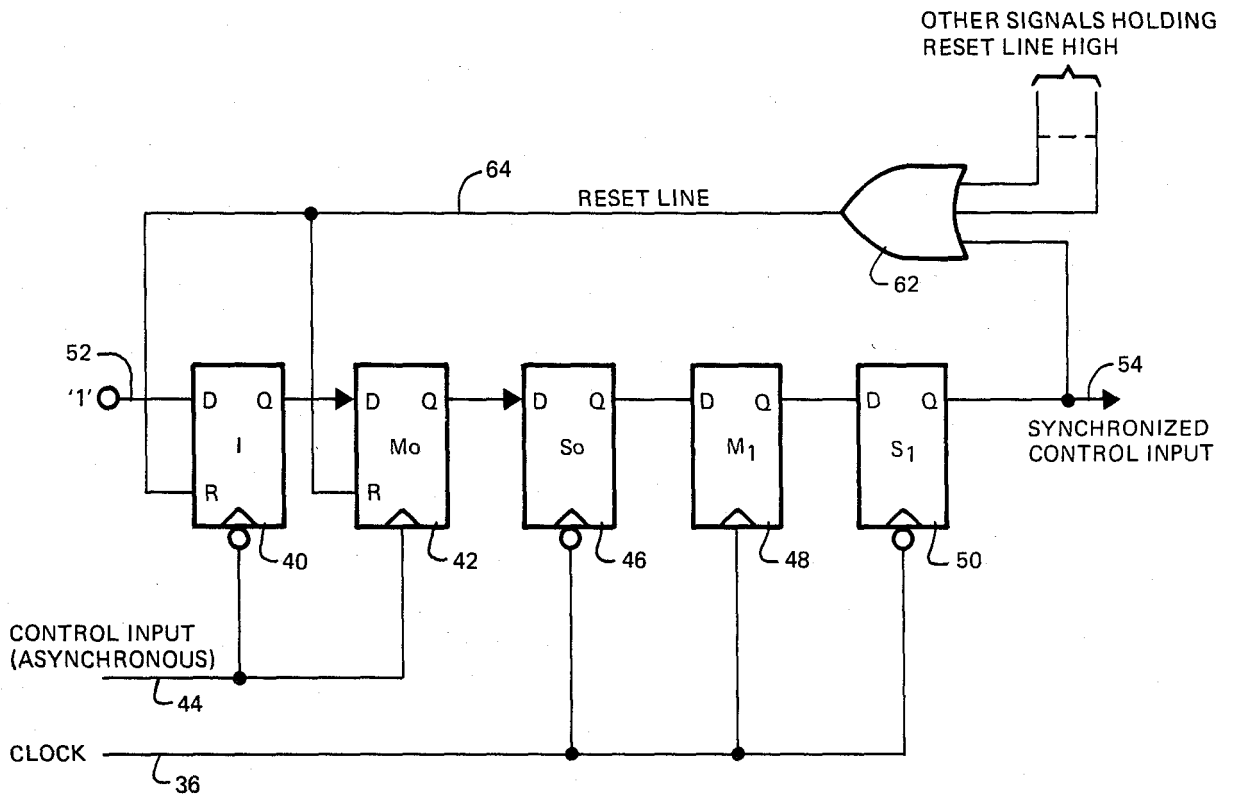 OTHER SIGNALS HOLDING
RESET LINE HIGH
64
RESET LINE
62
52
'1'
D Q
I
R
40
D Q
Mo
R
42
D Q
So
46
D Q
M1
48
D Q
S1
50
54
SYNCHRONIZED
CONTROL INPUT
CONTROL INPUT
(ASYNCHRONOUS)
44
CLOCK
36